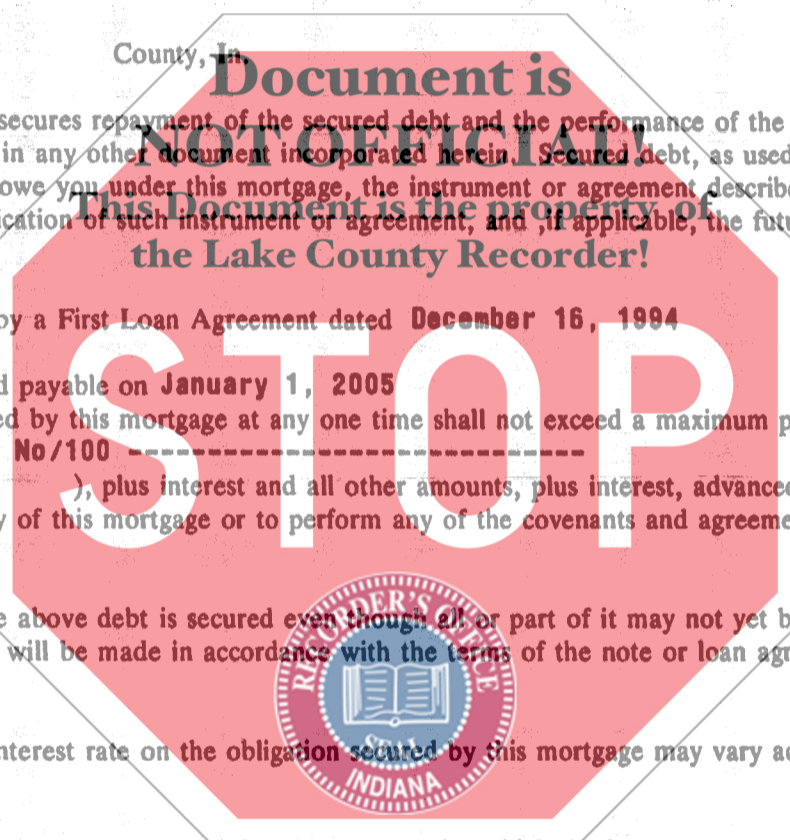 County, In.
Document is
secures repayment of the secured debt and the performance of the
NOT OFFICIAL!
in any other document incorporated herein. Secured debt, as used
owe you under this mortgage, the instrument or agreement describe
This Document is the property of
ication of such instrument or agreement, and ,if applicable, the futu
the Lake County Recorder!
by a First Loan Agreement dated December 16, 1994
STOP
d payable on January 1, 2005
ed by this mortgage at any one time shall not exceed a maximum p
No/100 ----------------------------
), plus interest and all other amounts, plus interest, advanced
y of this mortgage or to perform any of the covenants and agreeme
e above debt is secured even though all or part of it may not yet b
will be made in accordance with the terms of the note or loan agr
RECORDER'S OFFICE
SEAL
INDIANA
nterest rate on the obligation secured by this mortgage may vary ac